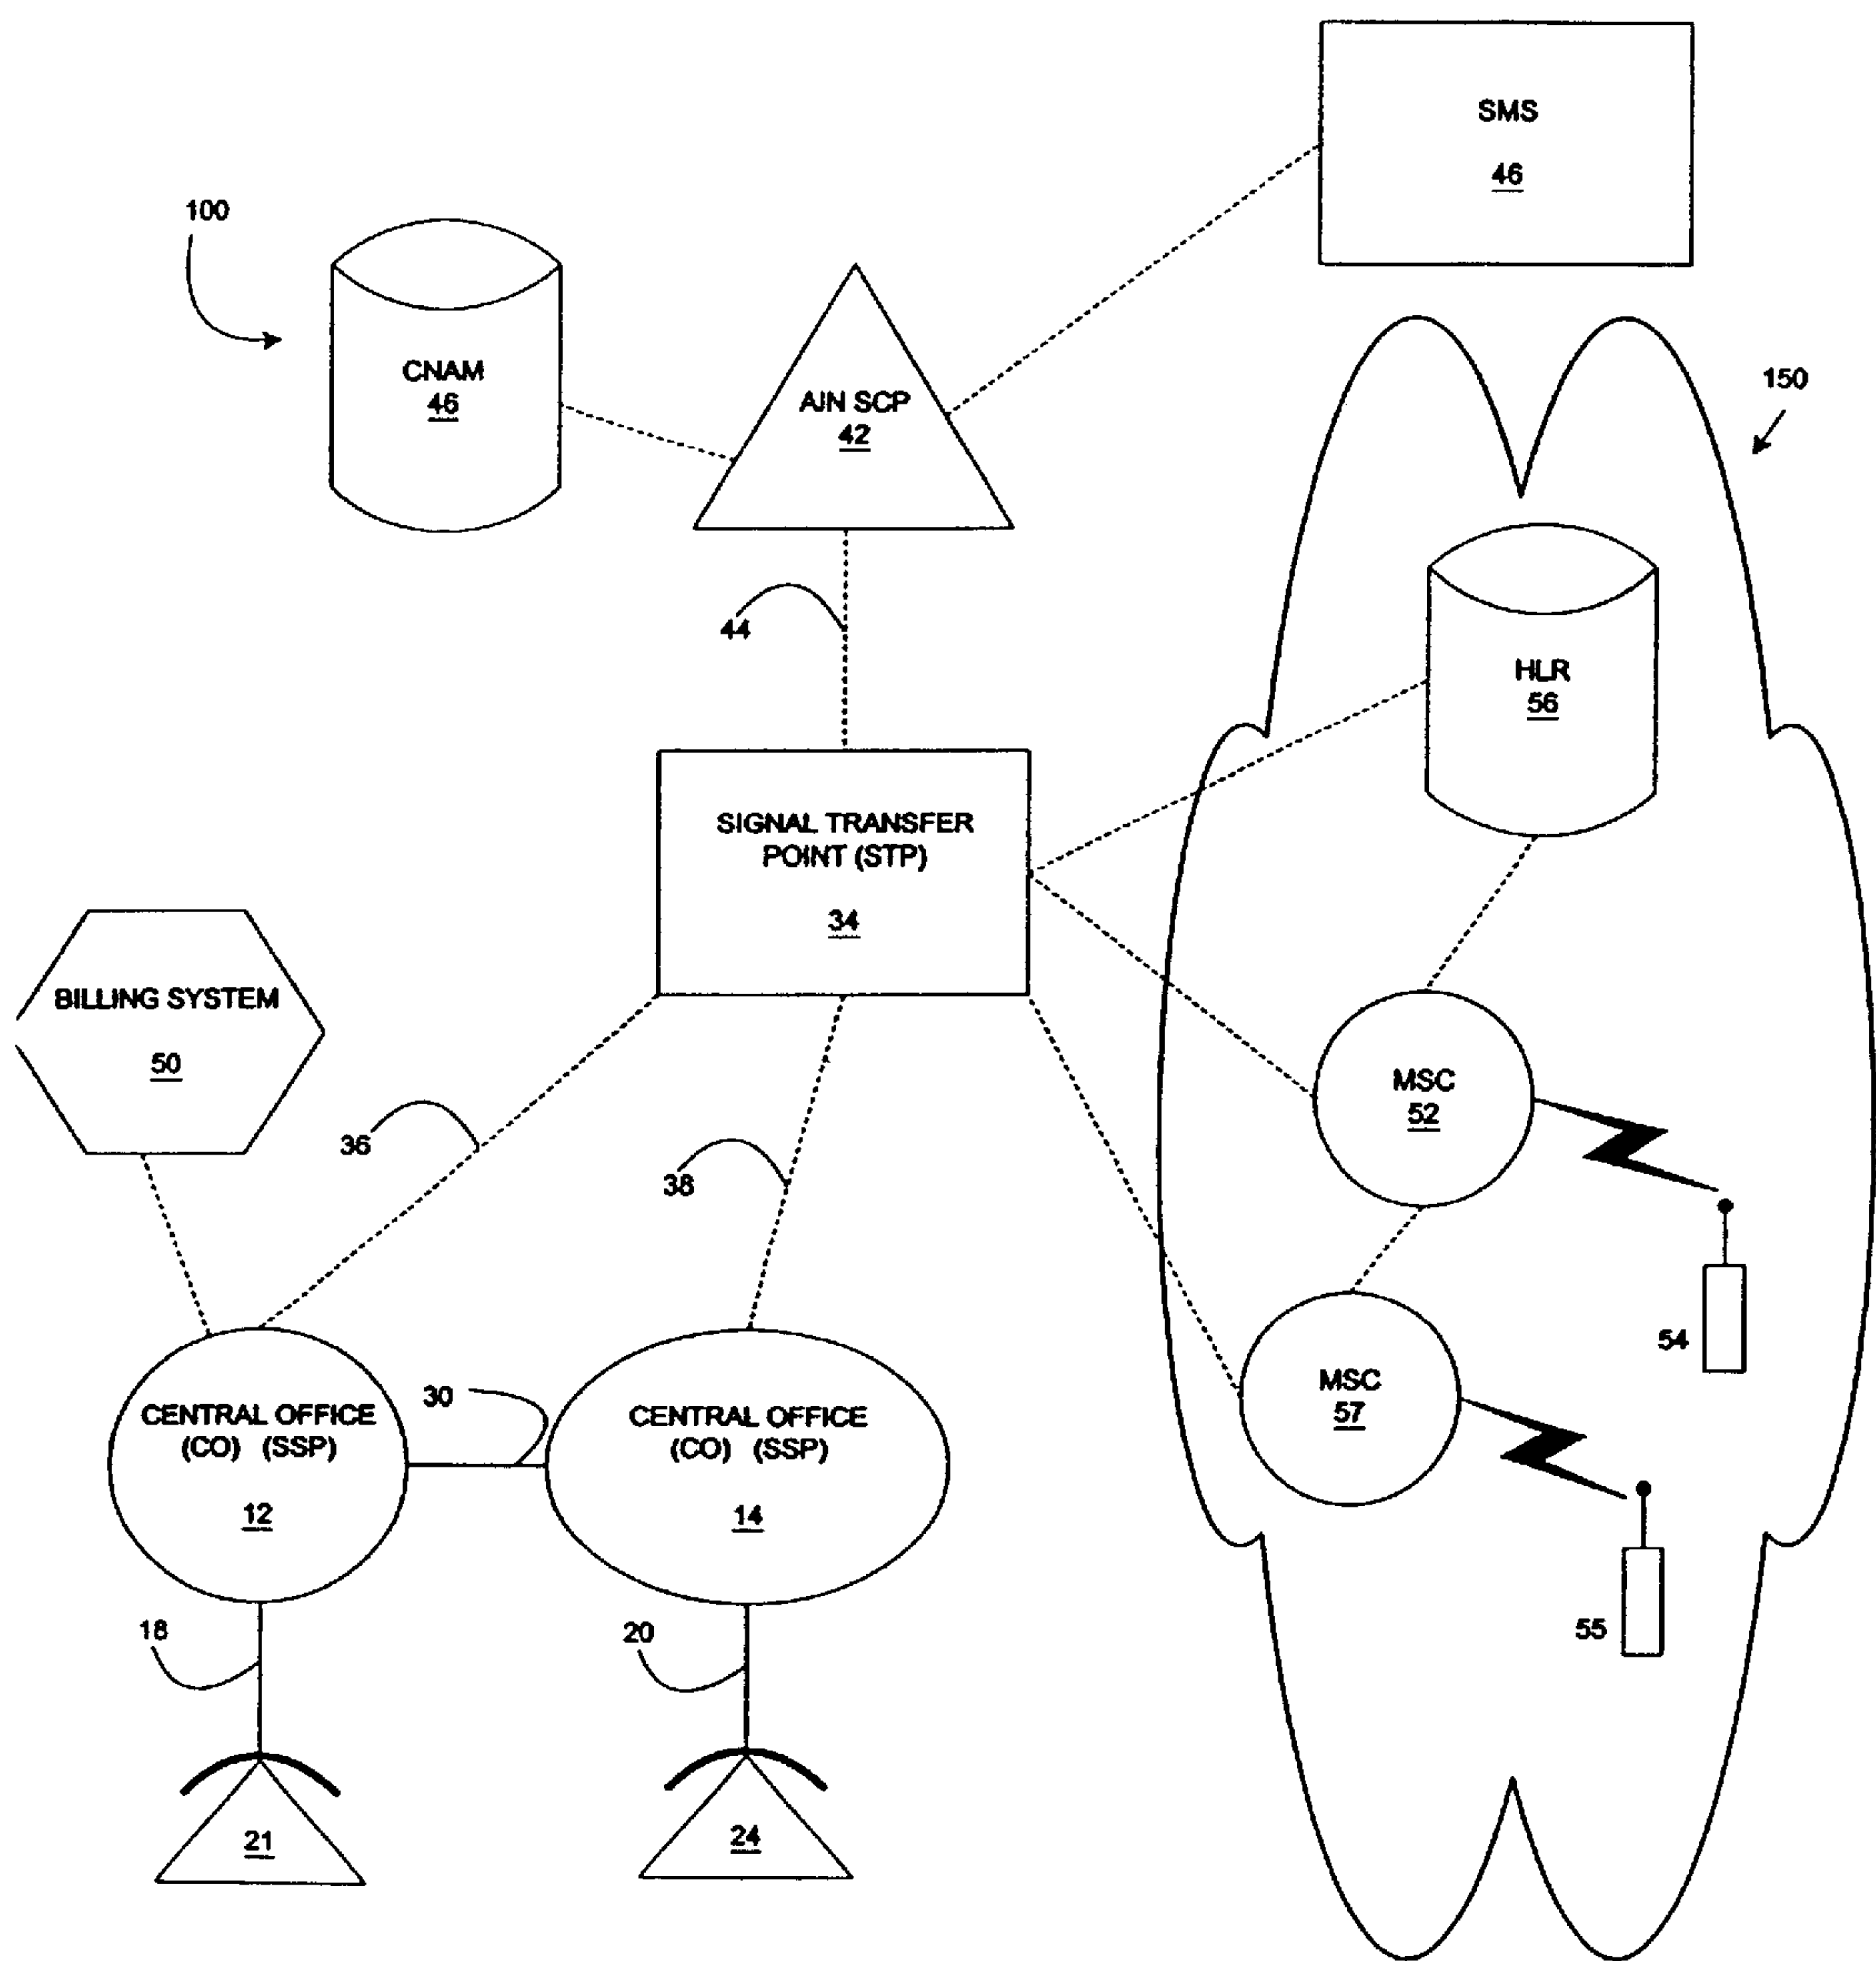 SMS
46
100
CNAM
46
AIN SCP
42
150
44
HLR
56
SIGNAL TRANSFER
POINT (STP)
34
BILLING SYSTEM
50
36
38
MSC
52
54
MSC
57
30
CENTRAL OFFICE
(CO) (SSP)
12
CENTRAL OFFICE
(CO) (SSP)
14
55
18
20
21
24